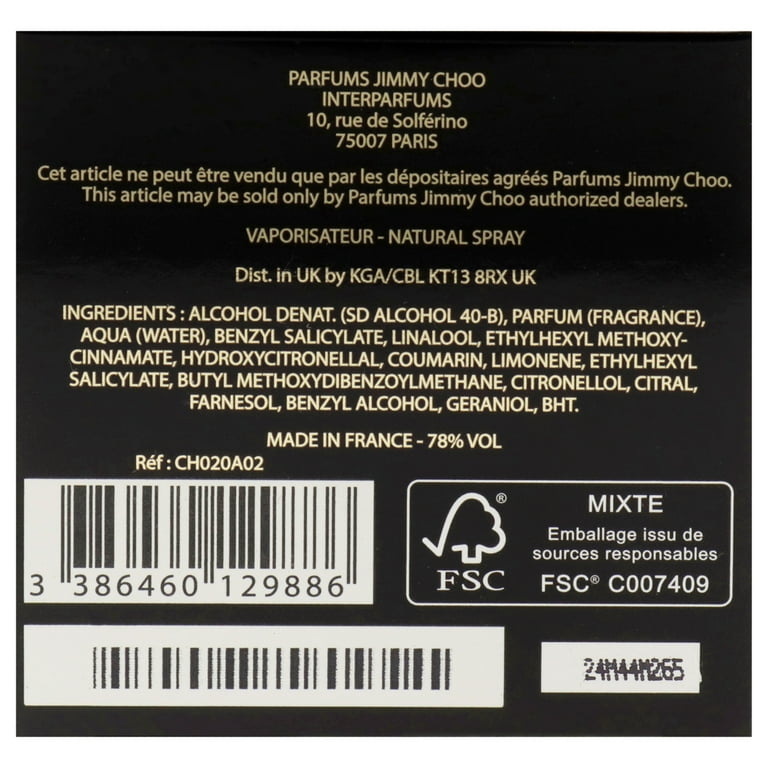 PARFUMS JIMMY CHOO
INTERPARFUMS
10, rue de Solférino
75007 PARIS
Cet article ne peut être vendu que par les dépositaires agréés Parfums Jimmy Choo.
This article may be sold only by Parfums Jimmy Choo authorized dealers.
VAPORISATEUR - NATURAL SPRAY
Dist. in UK by KGA/CBL KT13 8RX UK
INGREDIENTS : ALCOHOL DENAT. (SD ALCOHOL 40-B), PARFUM (FRAGRANCE),
AQUA (WATER), BENZYL SALICYLATE, LINALOOL, ETHYLHEXYL METHOXY-
CINNAMATE, HYDROXYCITRONELLAL, COUMARIN, LIMONENE, ETHYLHEXYL
SALICYLATE, BUTYL METHOXYDIBENZOYLMETHANE, CITRONELLOL, CITRAL,
FARNESOL, BENZYL ALCOHOL, GERANIOL, BHT.
MADE IN FRANCE - 78% VOL
Réf : CH020A02
3 386460 129886
FSC®
MIXTE
Emballage issu de
sources responsables
FSC® C007409
24M44M265